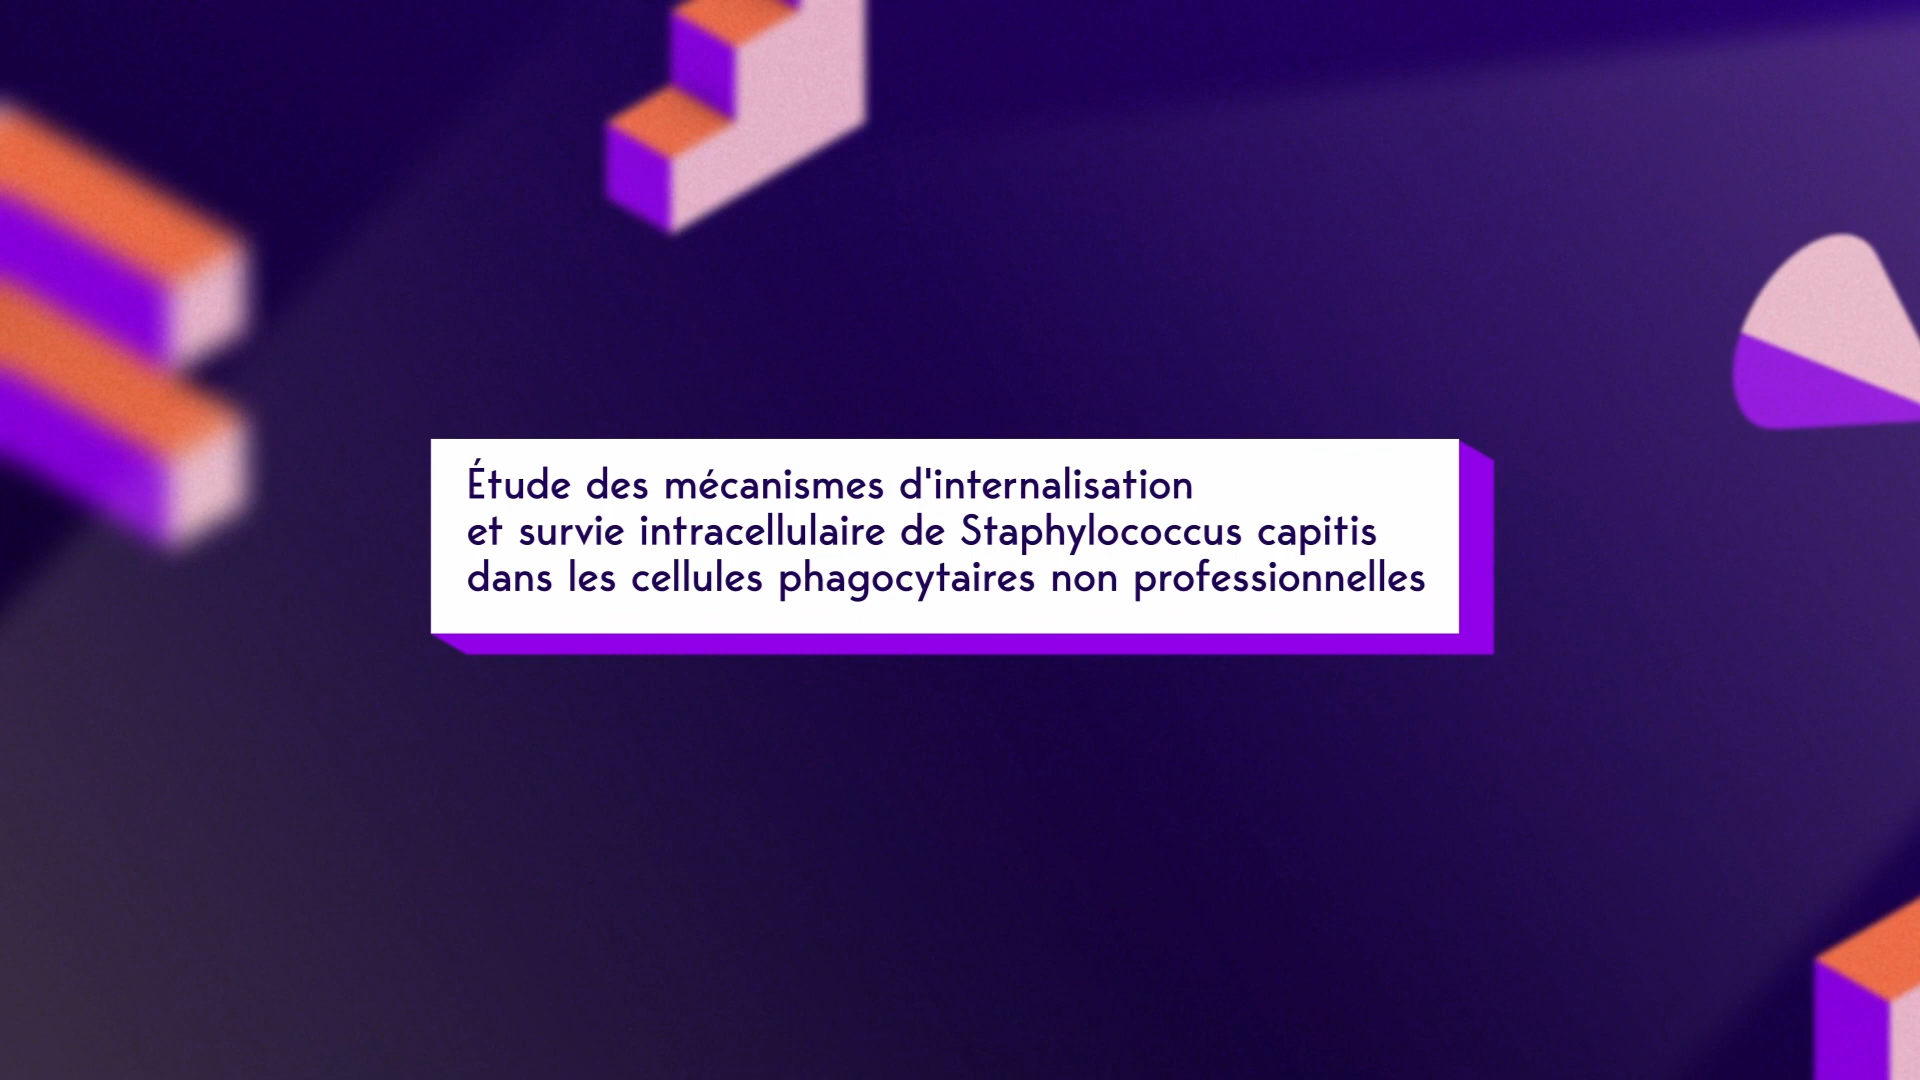 Étude des mécanismes d'internalisation
et survie intracellulaire de Staphylococcus capitis
dans les cellules phagocytaires non professionnelles